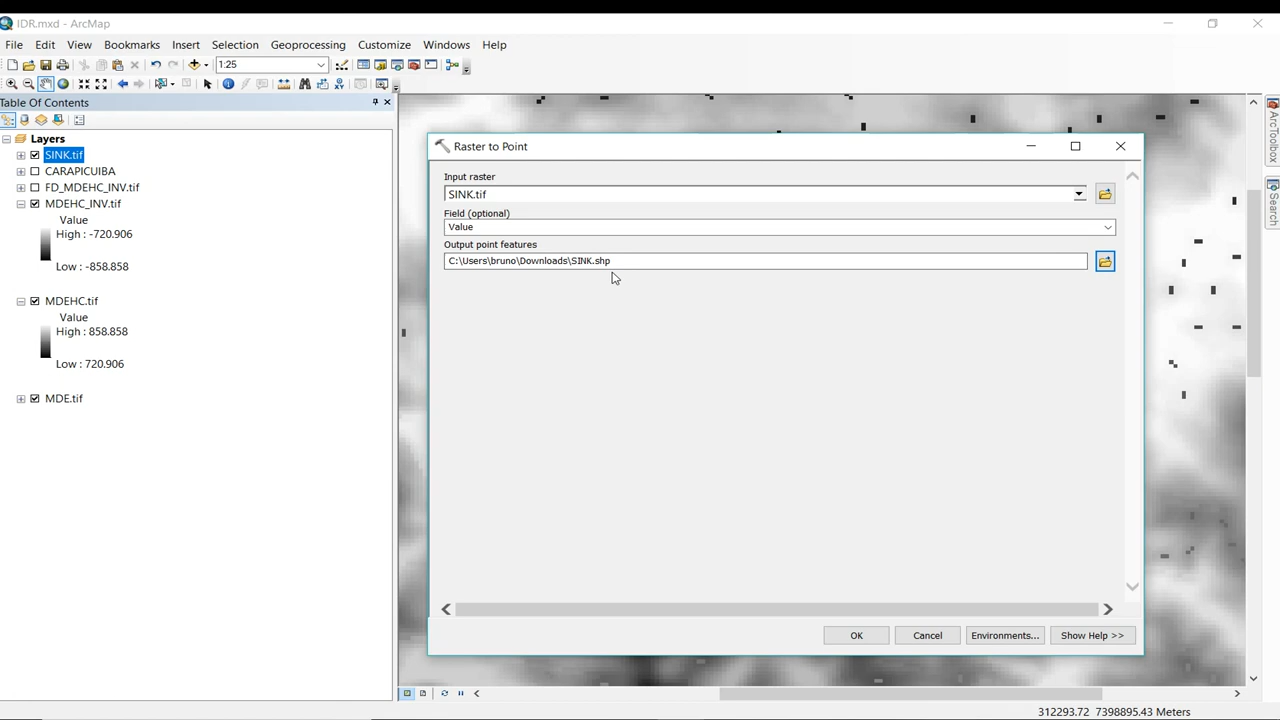 IDR.mxd - ArcMap
File Edit View Bookmarks Insert Selection Geoprocessing Customize Windows Help
1:25
Table Of Contents
Layers
SINK.tif
CARAPICUIBA
FD_MDEHC_INV.tif
MDEHC_INV.tif
Value
High : -720.906
Low : -858.858
MDEHC.tif
Value
High : 858.858
Low : 720.906
MDE.tif
Raster to Point
Input raster
SINK.tif
Field (optional)
Value
Output point features
C:\Users\bruno\Downloads\SINK.shp
OK Cancel Environments... Show Help >>
ArcToolbox
Search
312293.72 7398895.43 Meters